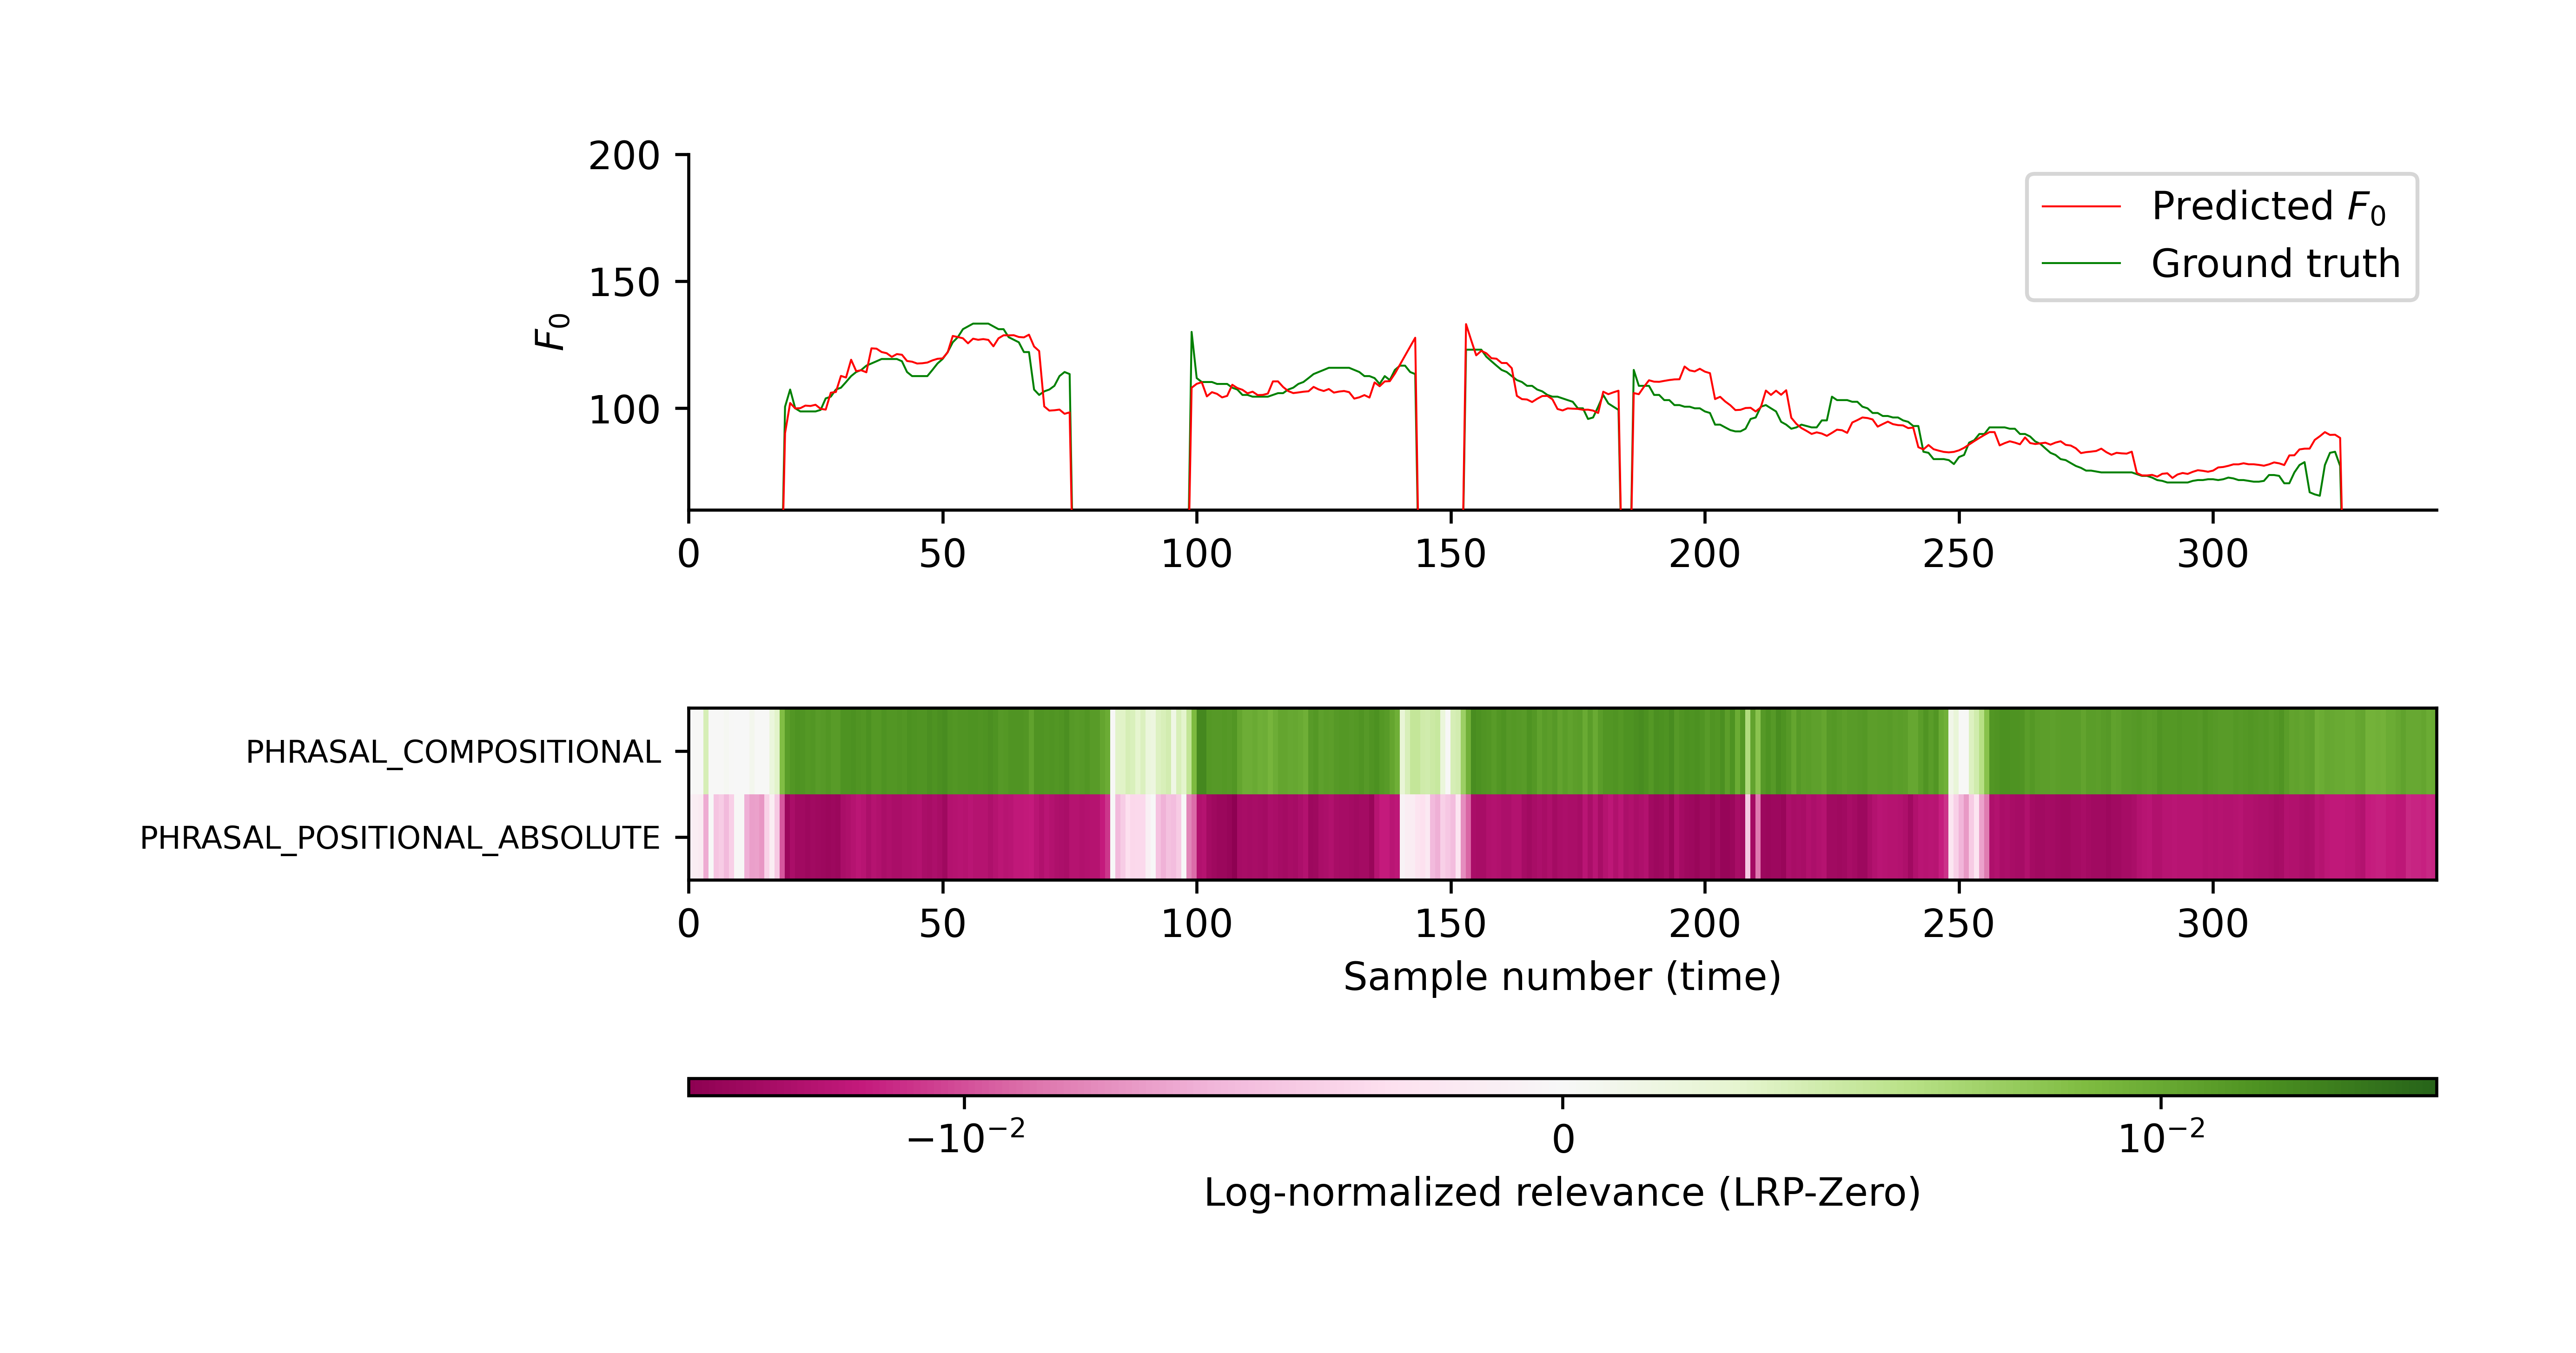 200
150
100
F₀
Predicted F₀
Ground truth
0 50 100 150 200 250 300
PHRASAL_COMPOSITIONAL
PHRASAL_POSITIONAL_ABSOLUTE
0 50 100 150 200 250 300
Sample number (time)
−10⁻² 0 10⁻²
Log-normalized relevance (LRP-Zero)